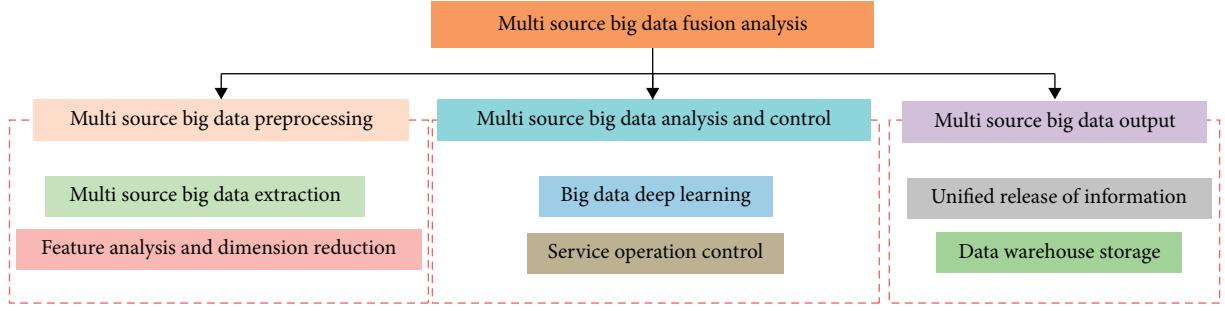 Multi source big data fusion analysis
Multi source big data preprocessing
Multi source big data extraction
Feature analysis and dimension reduction
Multi source big data analysis and control
Big data deep learning
Service operation control
Multi source big data output
Unified release of information
Data warehouse storage